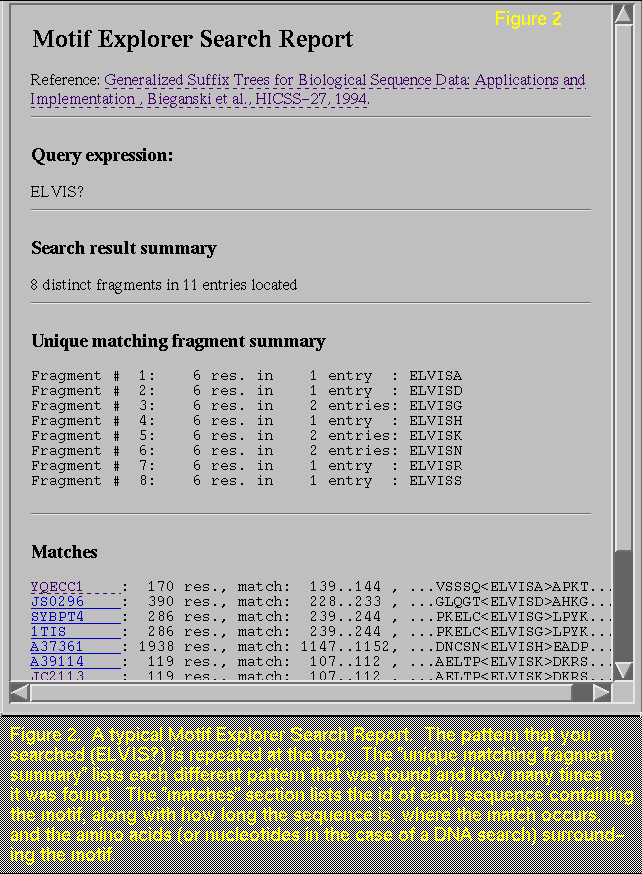 Figure 2
Motif Explorer Search Report
Reference: Generalized Suffix Trees for Biological Sequence Data: Applications and
Implementation , Bieganski et al., HICSS-27, 1994.
Query expression:
ELVIS?
Search result summary
8 distinct fragments in 11 entries located
Unique matching fragment summary
Fragment # 1: 6 res. in 1 entry : ELVISA
Fragment # 2: 6 res. in 1 entry : ELVISD
Fragment # 3: 6 res. in 2 entries: ELVISG
Fragment # 4: 6 res. in 1 entry : ELVISH
Fragment # 5: 6 res. in 2 entries: ELVISK
Fragment # 6: 6 res. in 2 entries: ELVISN
Fragment # 7: 6 res. in 1 entry : ELVISR
Fragment # 8: 6 res. in 1 entry : ELVISS
Matches
YQECC1 : 170 res., match: 139..144 , ...VSSSQ<ELVISA>APKT...
JS0296 : 390 res., match: 228..233 , ...GLQGT<ELVISD>AHKG...
SYBPT4 : 286 res., match: 239..244 , ...PKELC<ELVISG>LPYK...
1TIS : 286 res., match: 239..244 , ...PKELC<ELVISG>LPYK...
A37361 : 1938 res., match: 1147..1152, ...DNCSN<ELVISH>EADP...
A39114 : 119 res., match: 107..112 , ...AELTP<ELVISK>DKRS...
JC2113 : 119 res., match: 107..112 , ...AELTP<ELVISK>DKRS...
Figure 2. A typical Motif Explorer Search Report. The pattern that you
searched (ELVIS?) is repeated at the top. The "unique matching fragment
summary" lists each different pattern that was found and how many times
it was found. The "matches" section lists the id of each sequence containing
the motif, along with how long the sequence is, where the match occurs,
and the amino acids (or nucleotides in the case of a DNA search) surround-
ing the motif.